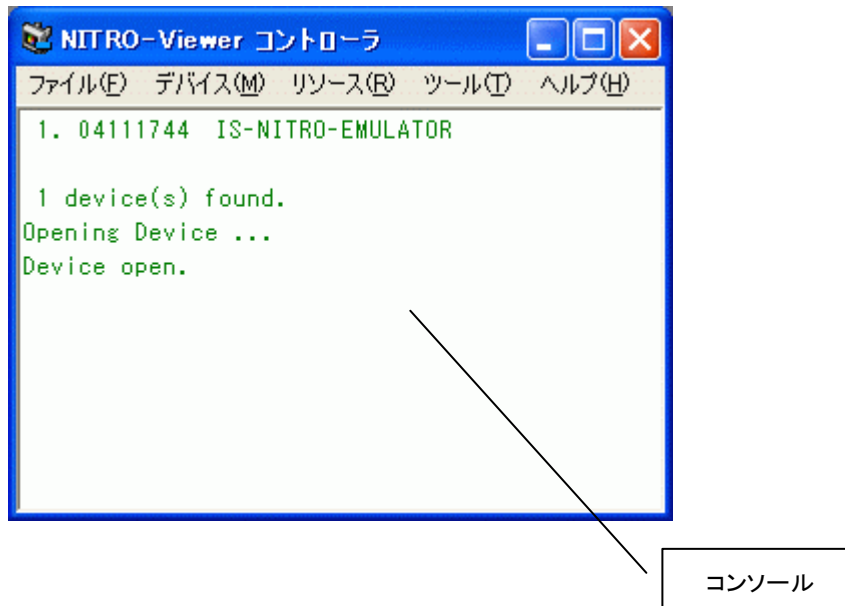 NITRO-Viewer コントローラ
ファイル(F) デバイス(M) リソース(R) ツール(T) ヘルプ(H)
1. 04111744 IS-NITRO-EMULATOR
1 device(s) found.
Opening Device ...
Device open.
コンソール